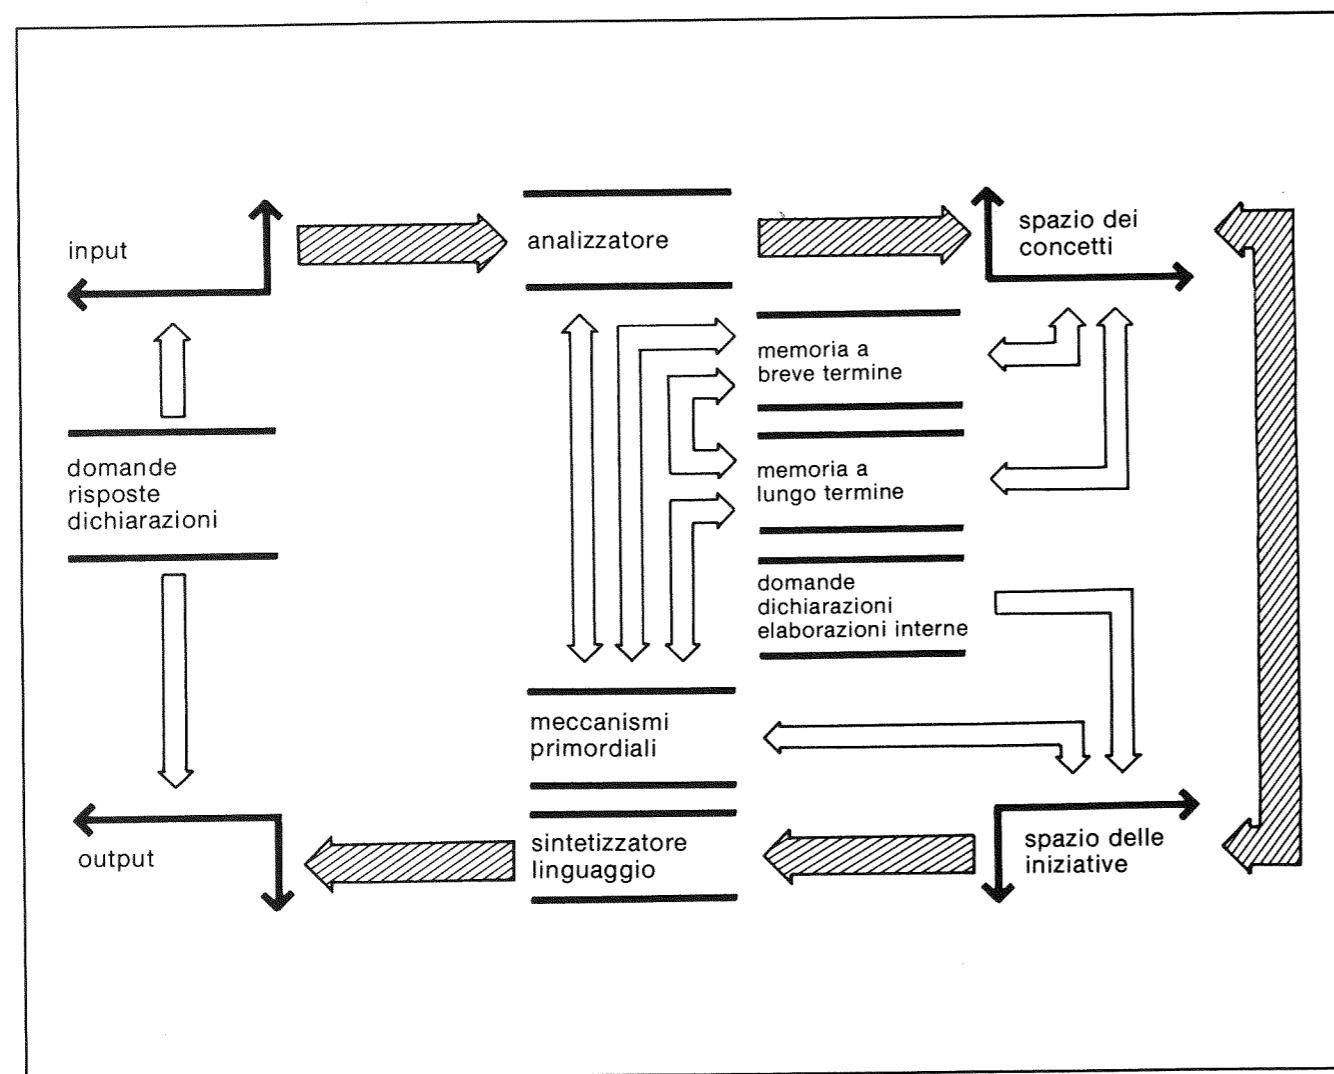 input
analizzatore
spazio dei
concetti
memoria a
breve termine
domande
risposte
dichiarazioni
memoria a
lungo termine
domande
dichiarazioni
elaborazioni interne
meccanismi
primordiali
output
sintetizzatore
linguaggio
spazio delle
iniziative